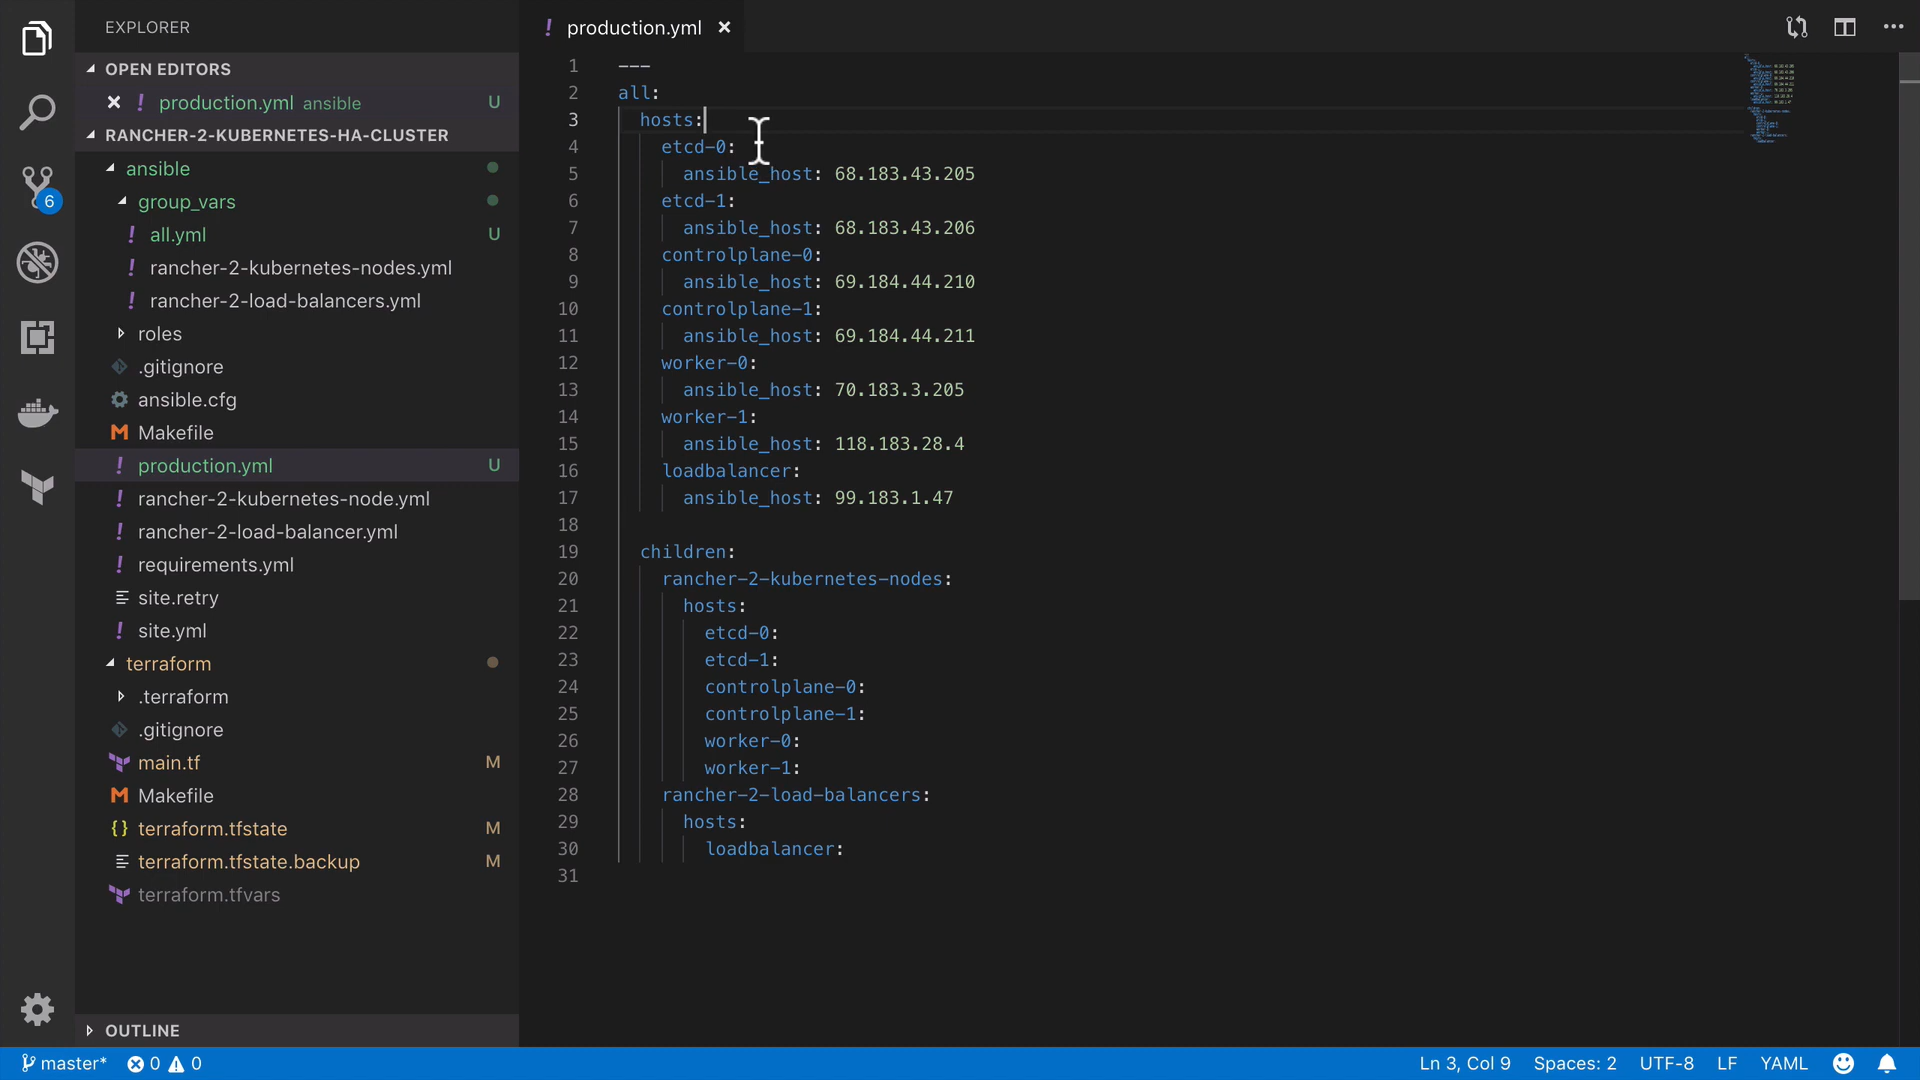 EXPLORER
OPEN EDITORS
production.yml ansible U
RANCHER-2-KUBERNETES-HA-CLUSTER
ansible
group_vars
all.yml U
rancher-2-kubernetes-nodes.yml
rancher-2-load-balancers.yml
roles
.gitignore
ansible.cfg
Makefile
production.yml U
rancher-2-kubernetes-node.yml
rancher-2-load-balancer.yml
requirements.yml
site.retry
site.yml
terraform
.terraform
.gitignore
main.tf M
Makefile
terraform.tfstate M
terraform.tfstate.backup M
terraform.tfvars
OUTLINE
6
production.yml
1 ---
2 all:
3 hosts:
4 etcd-0:
5 ansible_host: 68.183.43.205
6 etcd-1:
7 ansible_host: 68.183.43.206
8 controlplane-0:
9 ansible_host: 69.184.44.210
10 controlplane-1:
11 ansible_host: 69.184.44.211
12 worker-0:
13 ansible_host: 70.183.3.205
14 worker-1:
15 ansible_host: 118.183.28.4
16 loadbalancer:
17 ansible_host: 99.183.1.47
18
19 children:
20 rancher-2-kubernetes-nodes:
21 hosts:
22 etcd-0:
23 etcd-1:
24 controlplane-0:
25 controlplane-1:
26 worker-0:
27 worker-1:
28 rancher-2-load-balancers:
29 hosts:
30 loadbalancer:
31
master* 0 0 Ln 3, Col 9 Spaces: 2 UTF-8 LF YAML